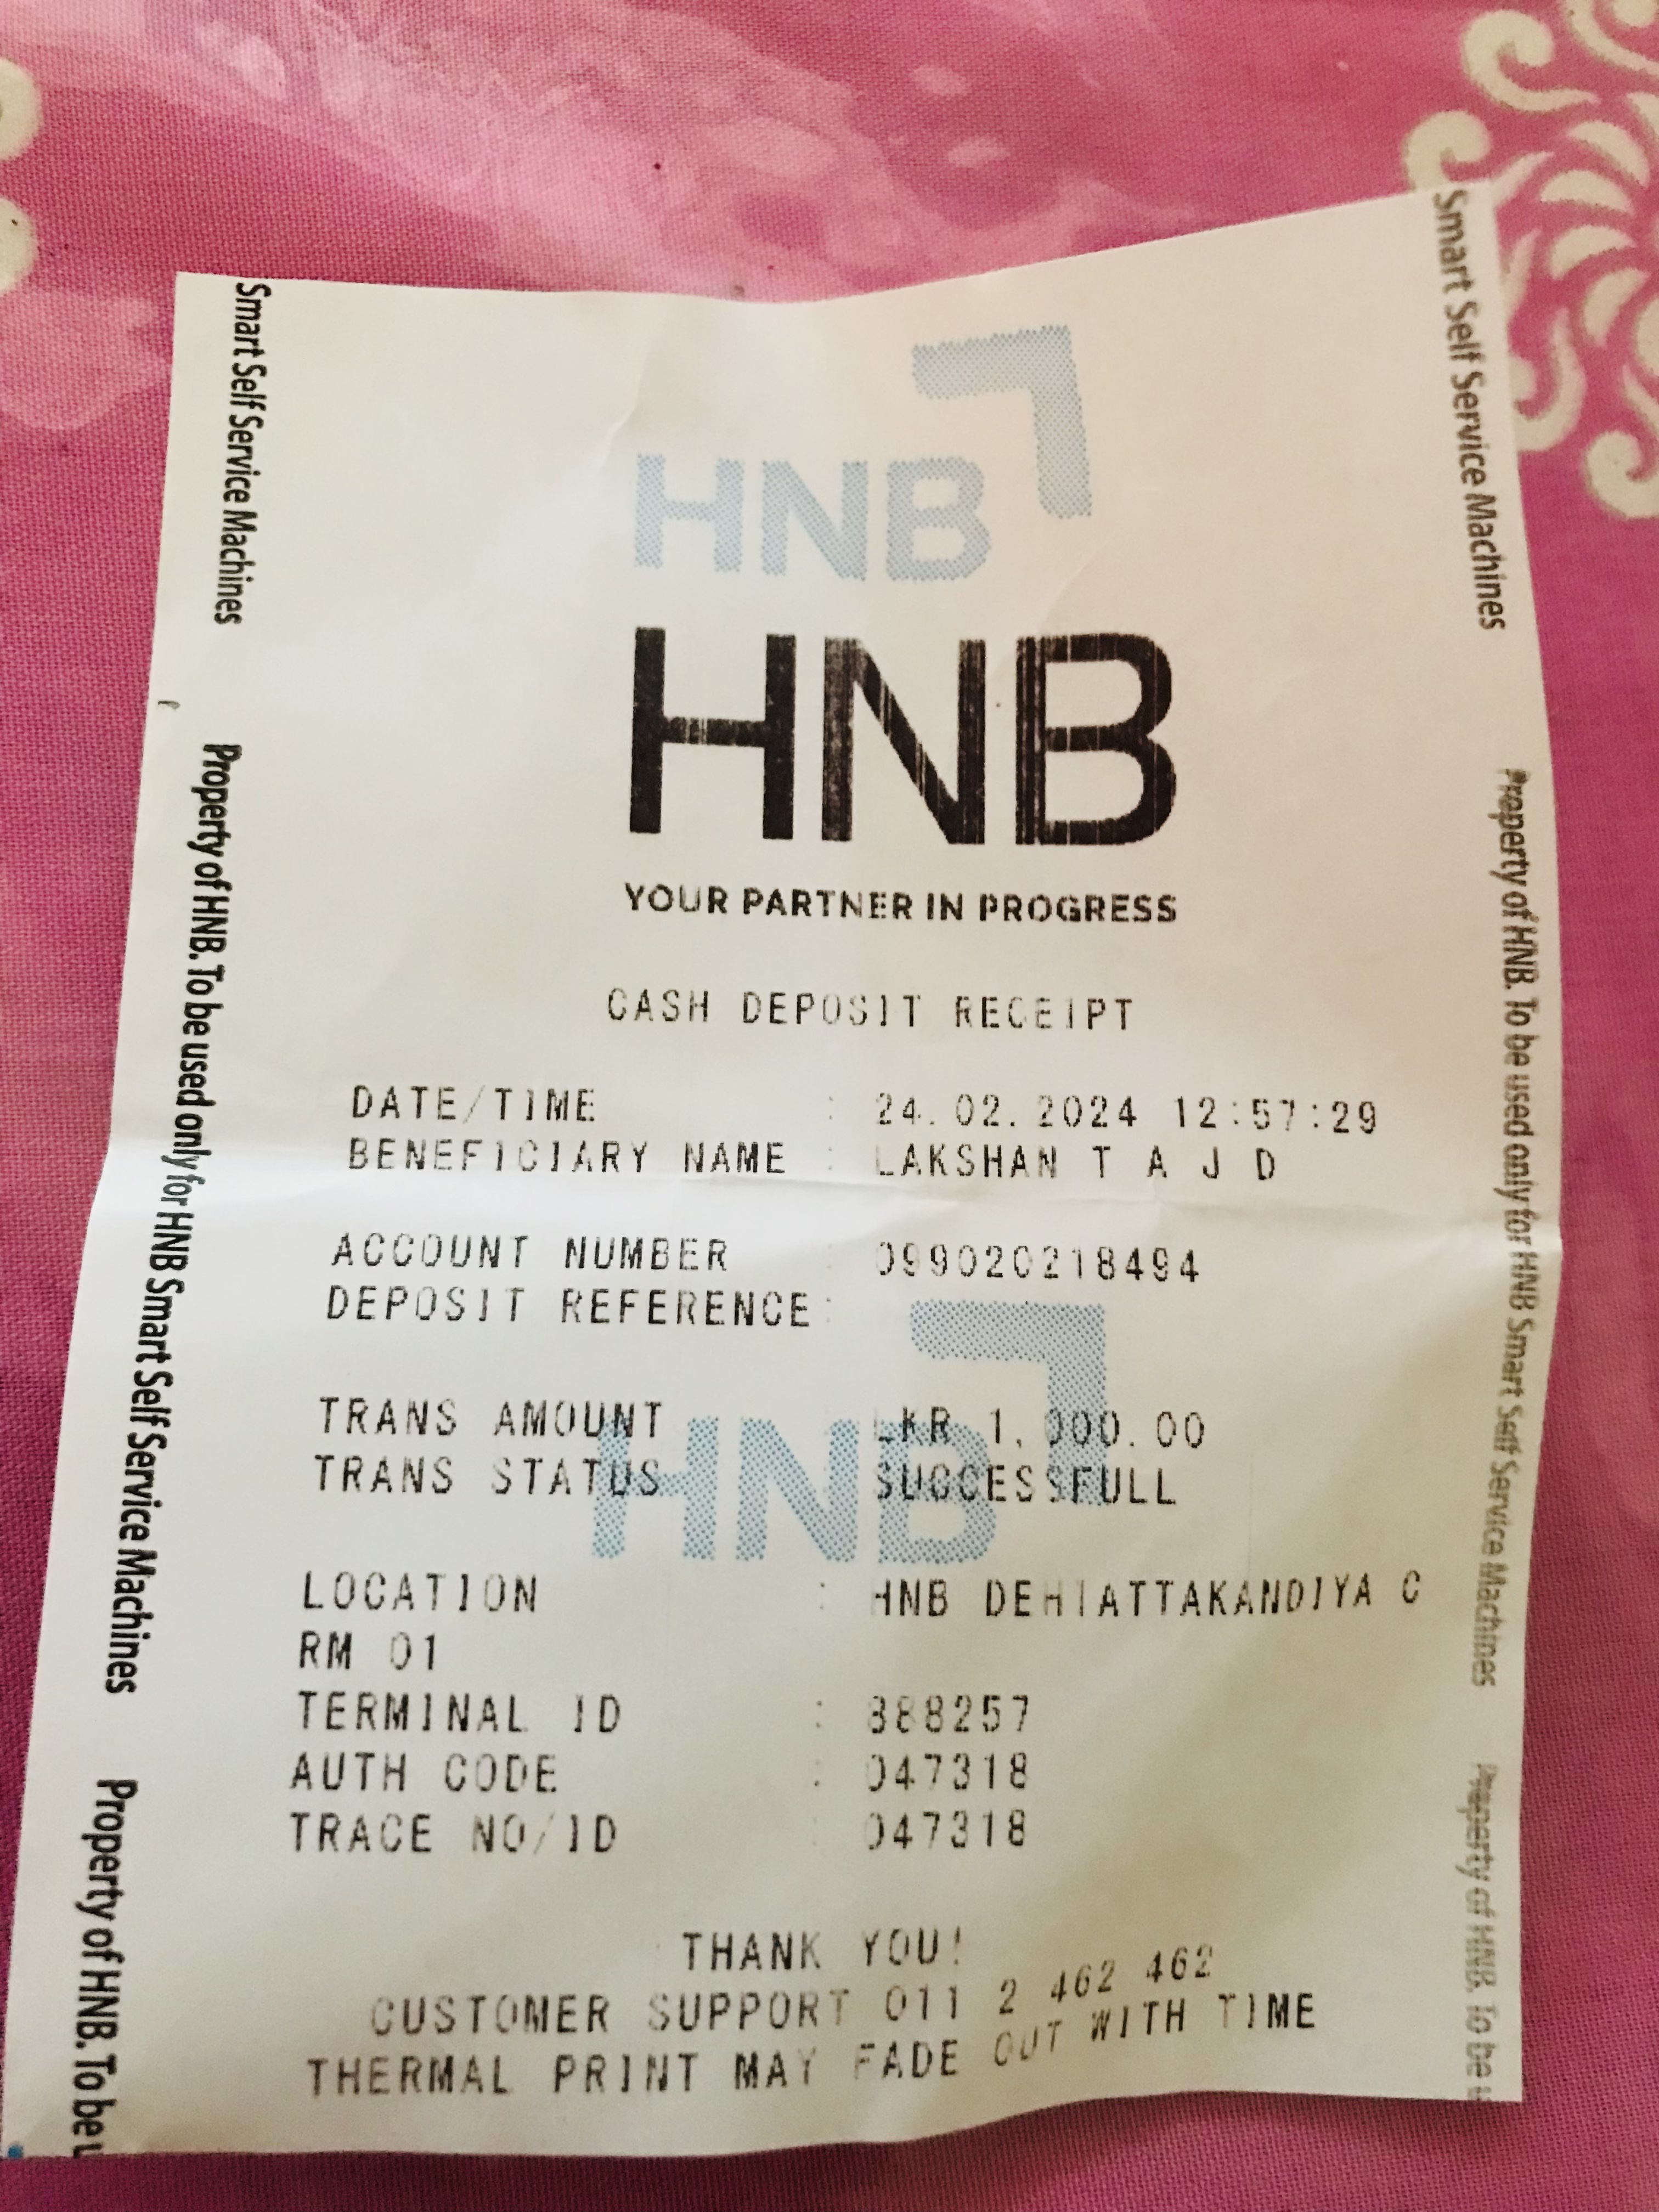 HNB
HNB
YOUR PARTNER IN PROGRESS
CASH DEPOSIT RECEIPT
DATE/TIME : 24.02.2024 12:57:29
BENEFICIARY NAME : LAKSHAN T A J D
ACCOUNT NUMBER : 099020218494
DEPOSIT REFERENCE:
HNB
TRANS AMOUNT LKR 1,000.00
TRANS STATUS SUCCESSFULL
LOCATION : HNB DEHIATTAKANDIYA C
RM 01
TERMINAL ID : 888257
AUTH CODE : 047318
TRACE NO/ID : 047318
THANK YOU!
CUSTOMER SUPPORT 011 2 462 462
THERMAL PRINT MAY FADE OUT WITH TIME
Smart Self Service Machines
Property of HNB. To be used only for HNB Smart Self Service Machines
Property of HNB. To be
Smart Self Service Machines
Property of HNB. To be used only for HNB Smart Self Service Machines
Property of HNB. To be